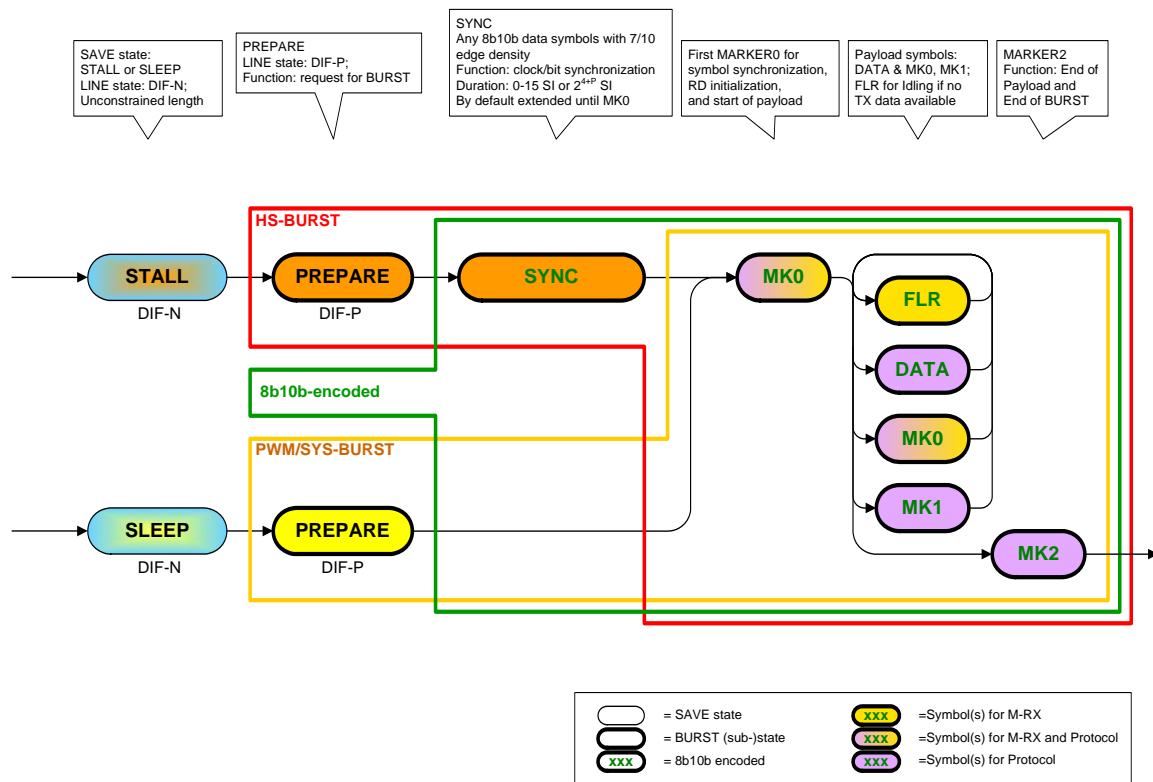 SAVE state:
STALL or SLEEP
LINE state: DIF-N;
Unconstrained length
PREPARE
LINE state: DIF-P;
Function: request for BURST
SYNC
Any 8b10b data symbols with 7/10
edge density
Function: clock/bit synchronization
Duration: 0-15 SI or 2^4+P SI
By default extended until MK0
First MARKER0 for
symbol synchronization,
RD initialization,
and start of payload
Payload symbols:
DATA & MK0, MK1;
FLR for Idling if no
TX data available
MARKER2
Function: End of
Payload and
End of BURST
HS-BURST
STALL
DIF-N
PREPARE
DIF-P
SYNC
MK0
FLR
DATA
MK0
MK1
MK2
8b10b-encoded
PWM/SYS-BURST
SLEEP
DIF-N
PREPARE
DIF-P
= SAVE state
= BURST (sub-)state
xxx = 8b10b encoded
xxx =Symbol(s) for M-RX
xxx =Symbol(s) for M-RX and Protocol
xxx =Symbol(s) for Protocol